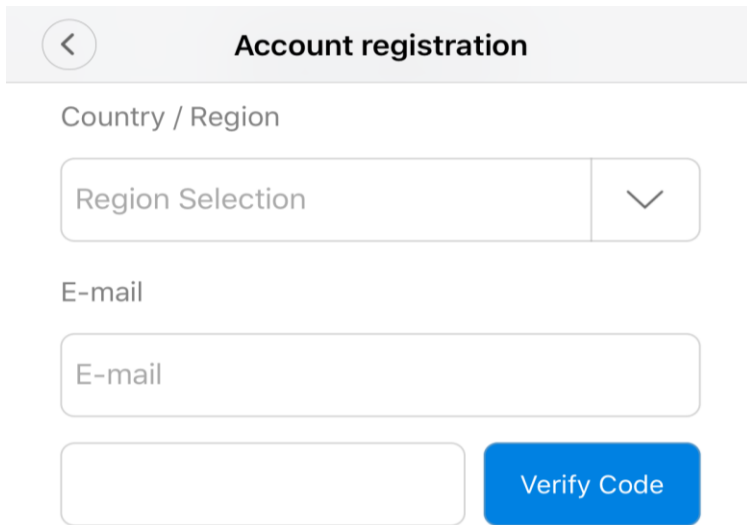 Account registration
Country / Region
Region Selection
E-mail
E-mail
Verify Code